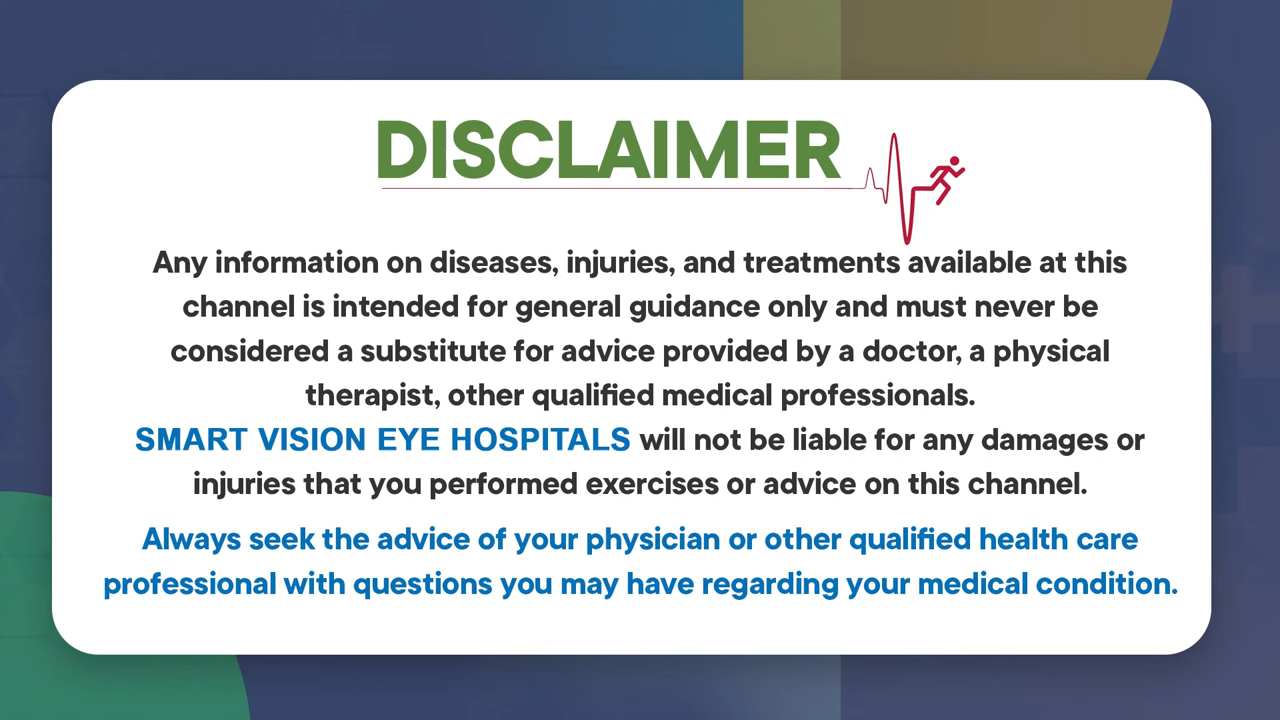 DISCLAIMER
Any information on diseases, injuries, and treatments available at this
channel is intended for general guidance only and must never be
considered a substitute for advice provided by a doctor, a physical
therapist, other qualified medical professionals.
SMART VISION EYE HOSPITALS will not be liable for any damages or
injuries that you performed exercises or advice on this channel.
Always seek the advice of your physician or other qualified health care
professional with questions you may have regarding your medical condition.